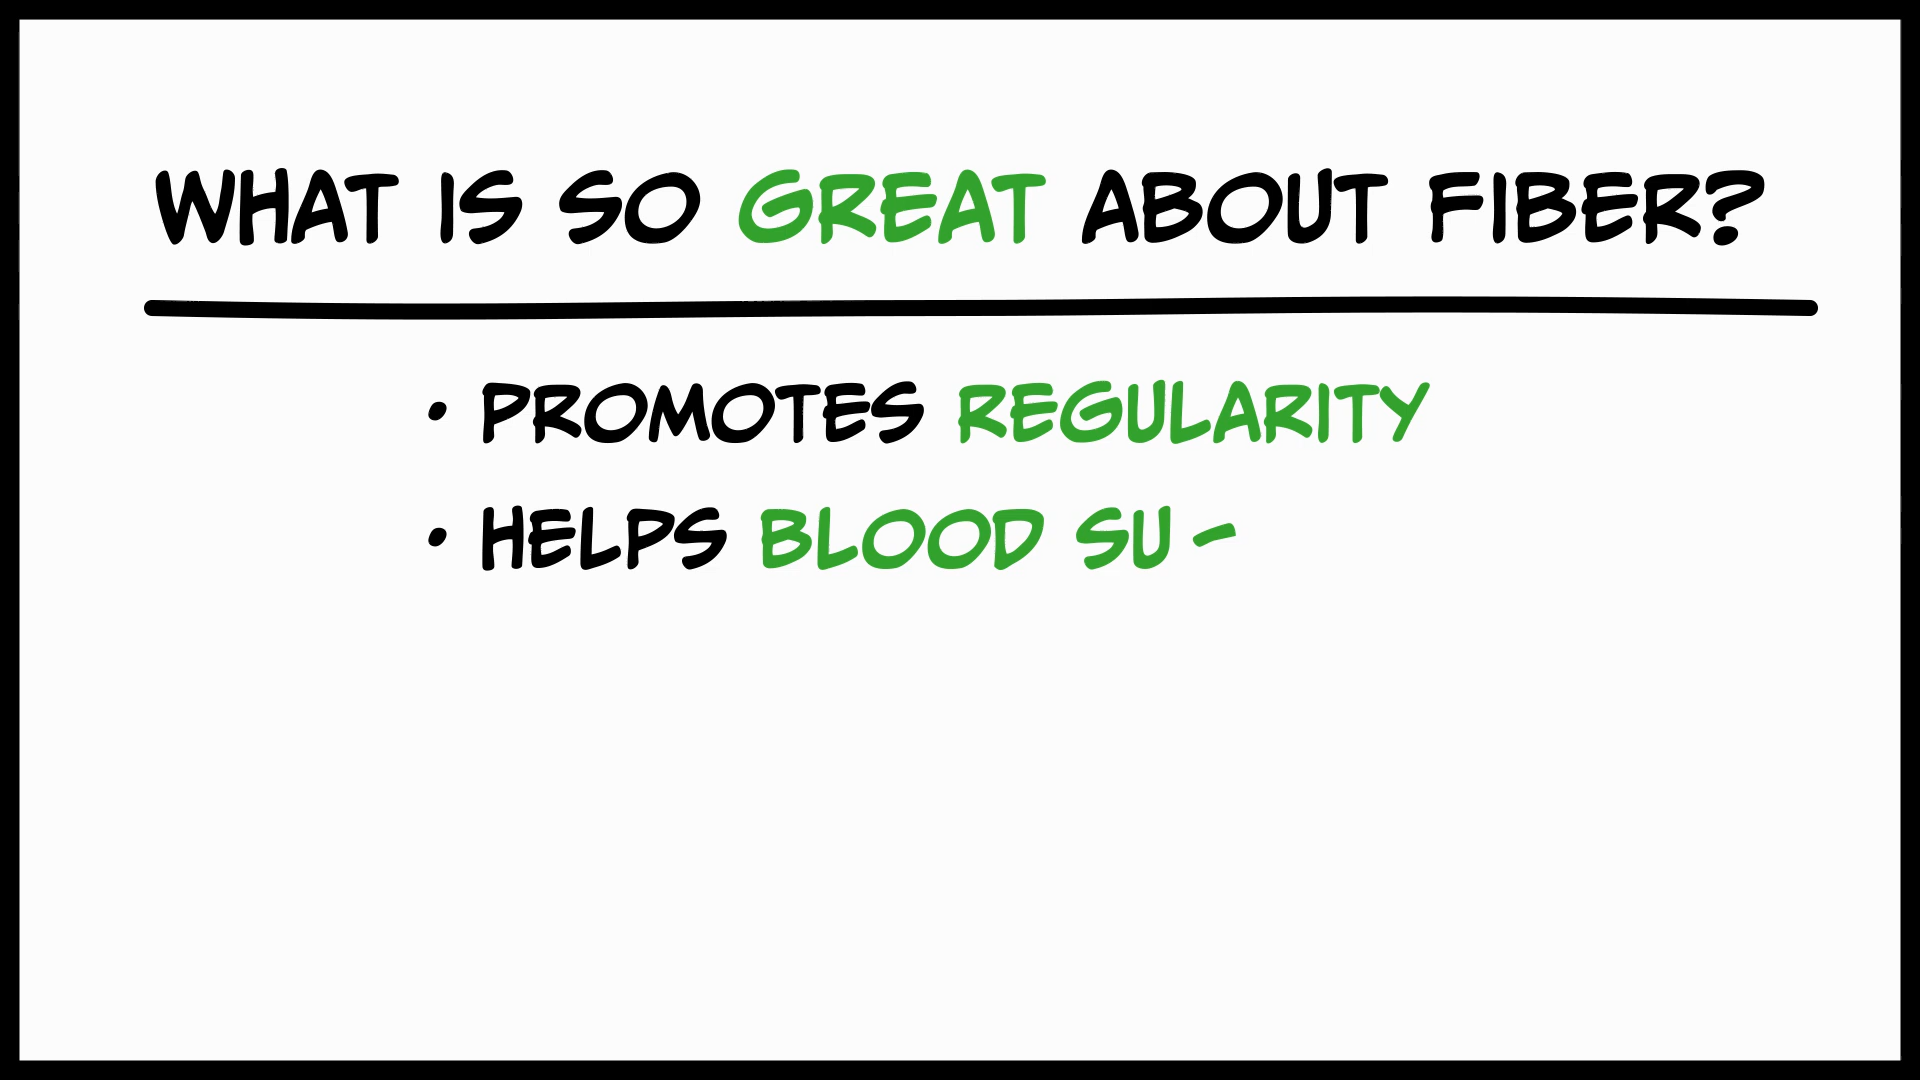 WHAT IS SO GREAT ABOUT FIBER?
• PROMOTES REGULARITY
• HELPS BLOOD SU-